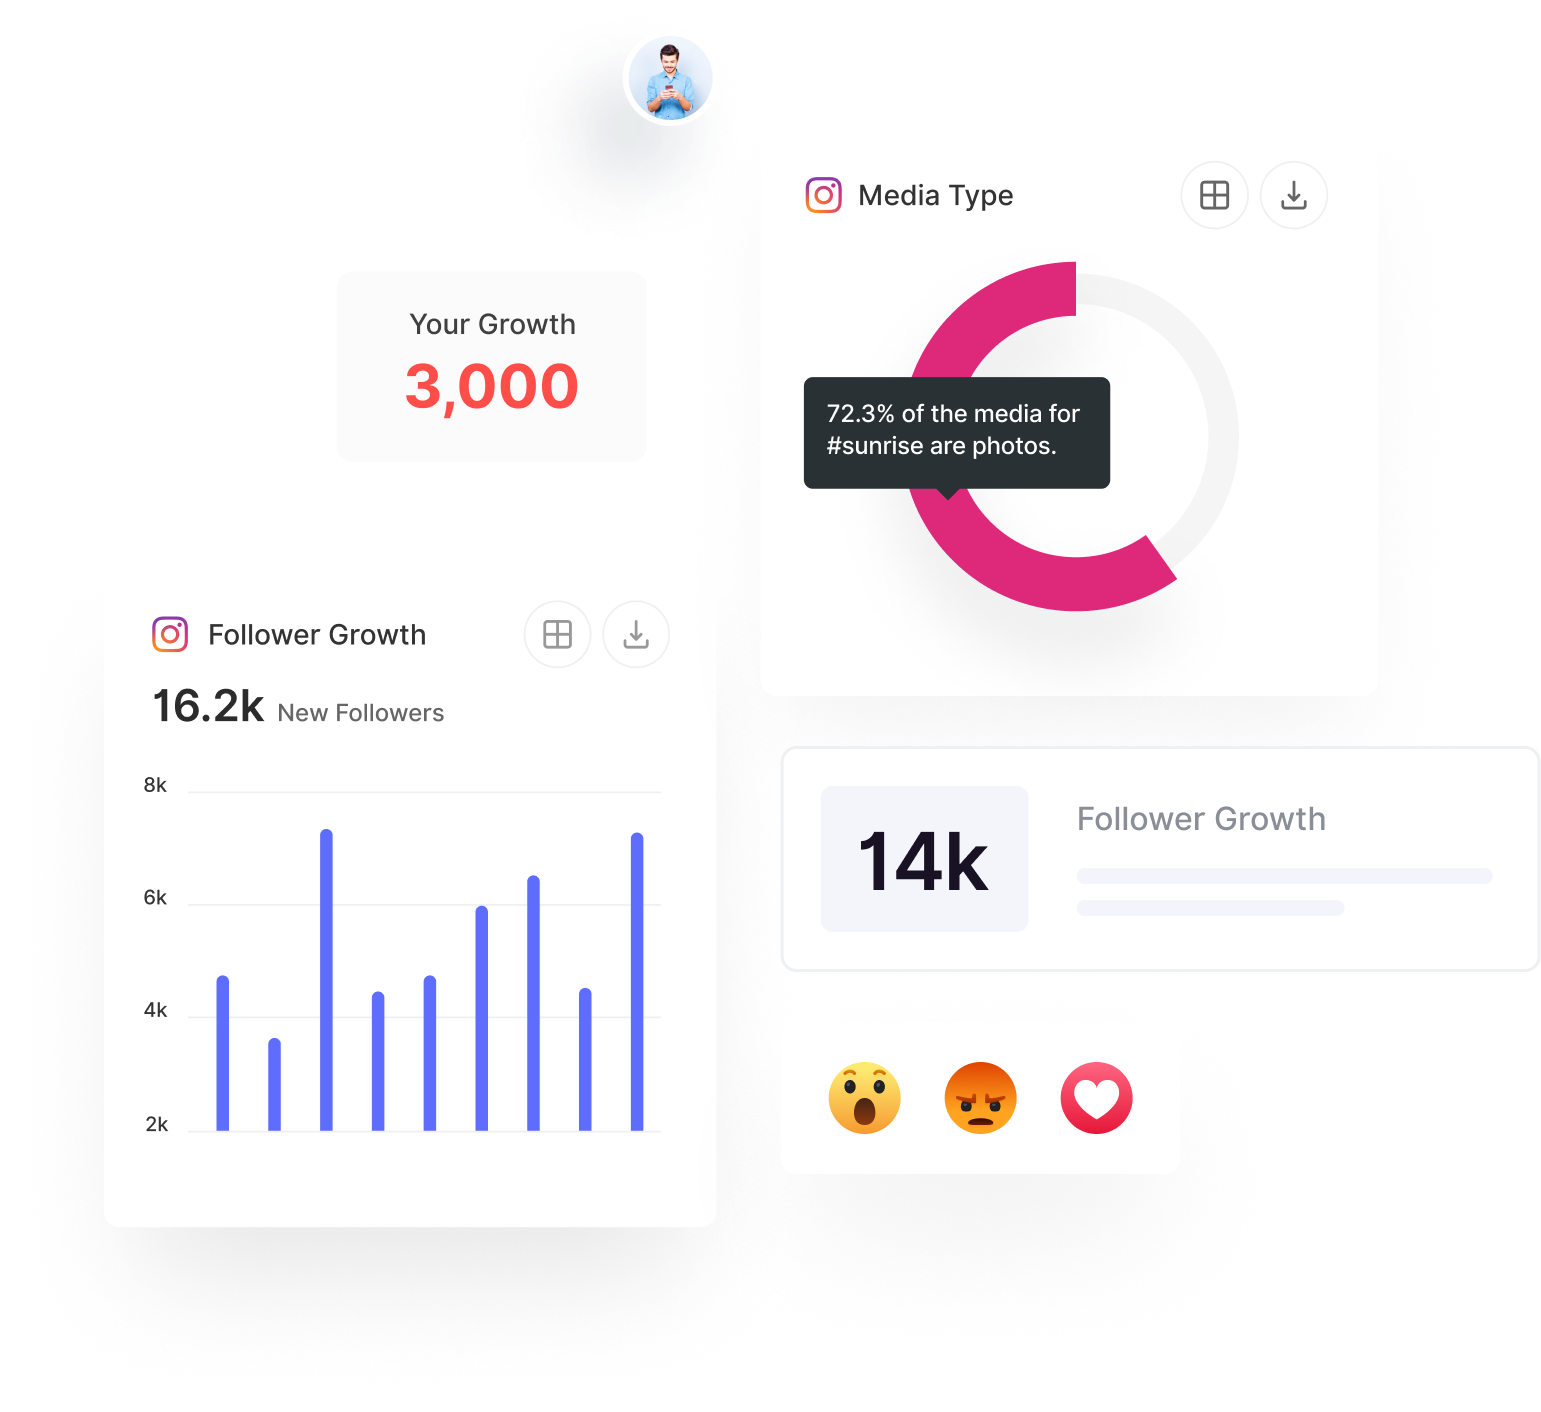 Media Type
Your Growth
3,000
72.3% of the media for
#sunrise are photos.
Follower Growth
16.2k New Followers
8k
6k
4k
2k
14k
Follower Growth